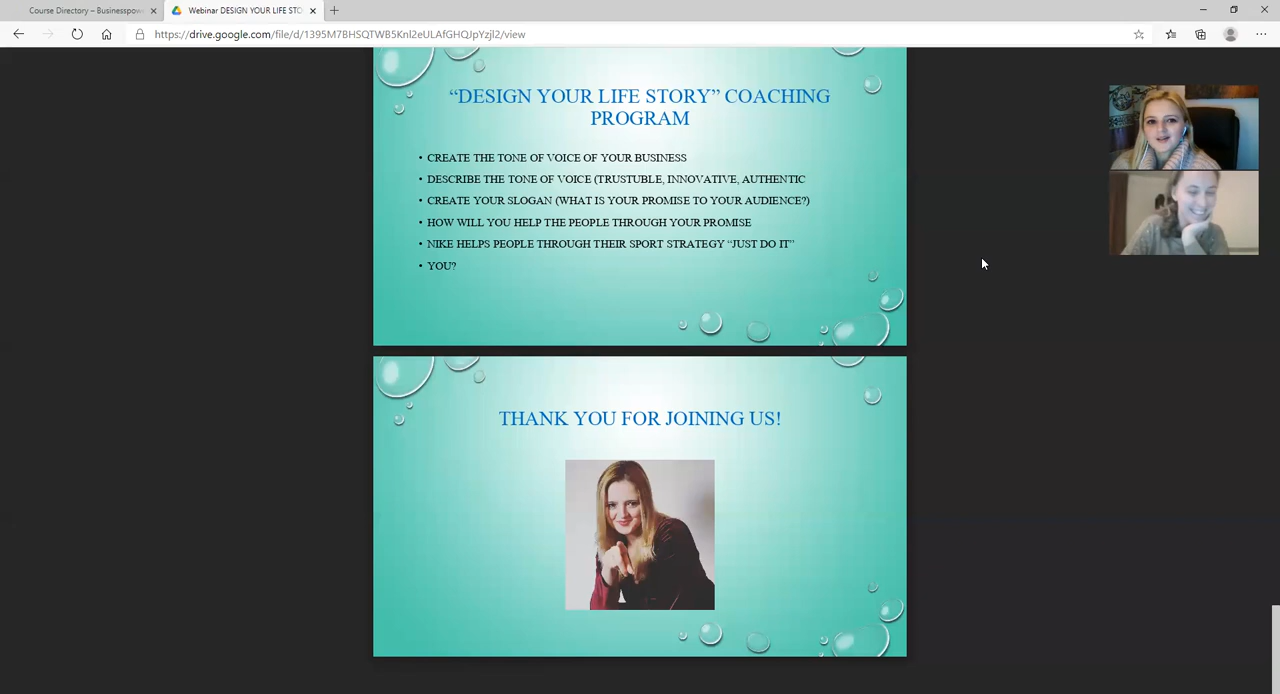 Course Directory – Businesspow
Webinar DESIGN YOUR LIFE STO
https://drive.google.com/file/d/1395M7BHSQTWB5Knl2eULAfGHQJpYzjl2/view
“DESIGN YOUR LIFE STORY” COACHING
PROGRAM
• CREATE THE TONE OF VOICE OF YOUR BUSINESS
• DESCRIBE THE TONE OF VOICE (TRUSTUBLE, INNOVATIVE, AUTHENTIC
• CREATE YOUR SLOGAN (WHAT IS YOUR PROMISE TO YOUR AUDIENCE?)
• HOW WILL YOU HELP THE PEOPLE THROUGH YOUR PROMISE
• NIKE HELPS PEOPLE THROUGH THEIR SPORT STRATEGY “JUST DO IT”
• YOU?
THANK YOU FOR JOINING US!